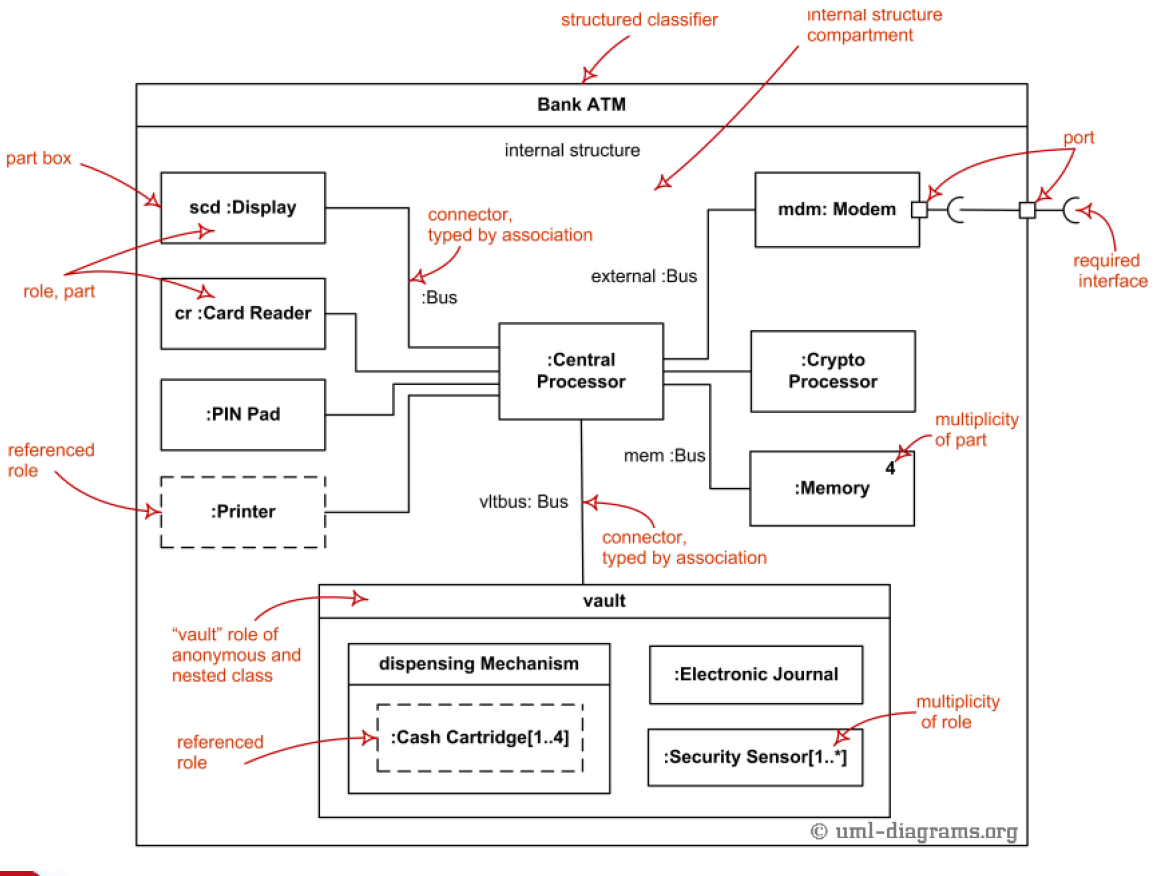 structured classifier
internal structure
compartment
Bank ATM
internal structure
port
part box
scd :Display
mdm: Modem
connector,
typed by association
required
interface
role, part
external :Bus
:Bus
cr :Card Reader
:Central
Processor
:Crypto
Processor
:PIN Pad
multiplicity
of part
referenced
role
mem :Bus
4
:Memory
:Printer
vltbus: Bus
connector,
typed by association
vault
“vault” role of
anonymous and
nested class
dispensing Mechanism
:Electronic Journal
multiplicity
of role
referenced
role
:Cash Cartridge[1..4]
:Security Sensor[1..*]
© uml-diagrams.org